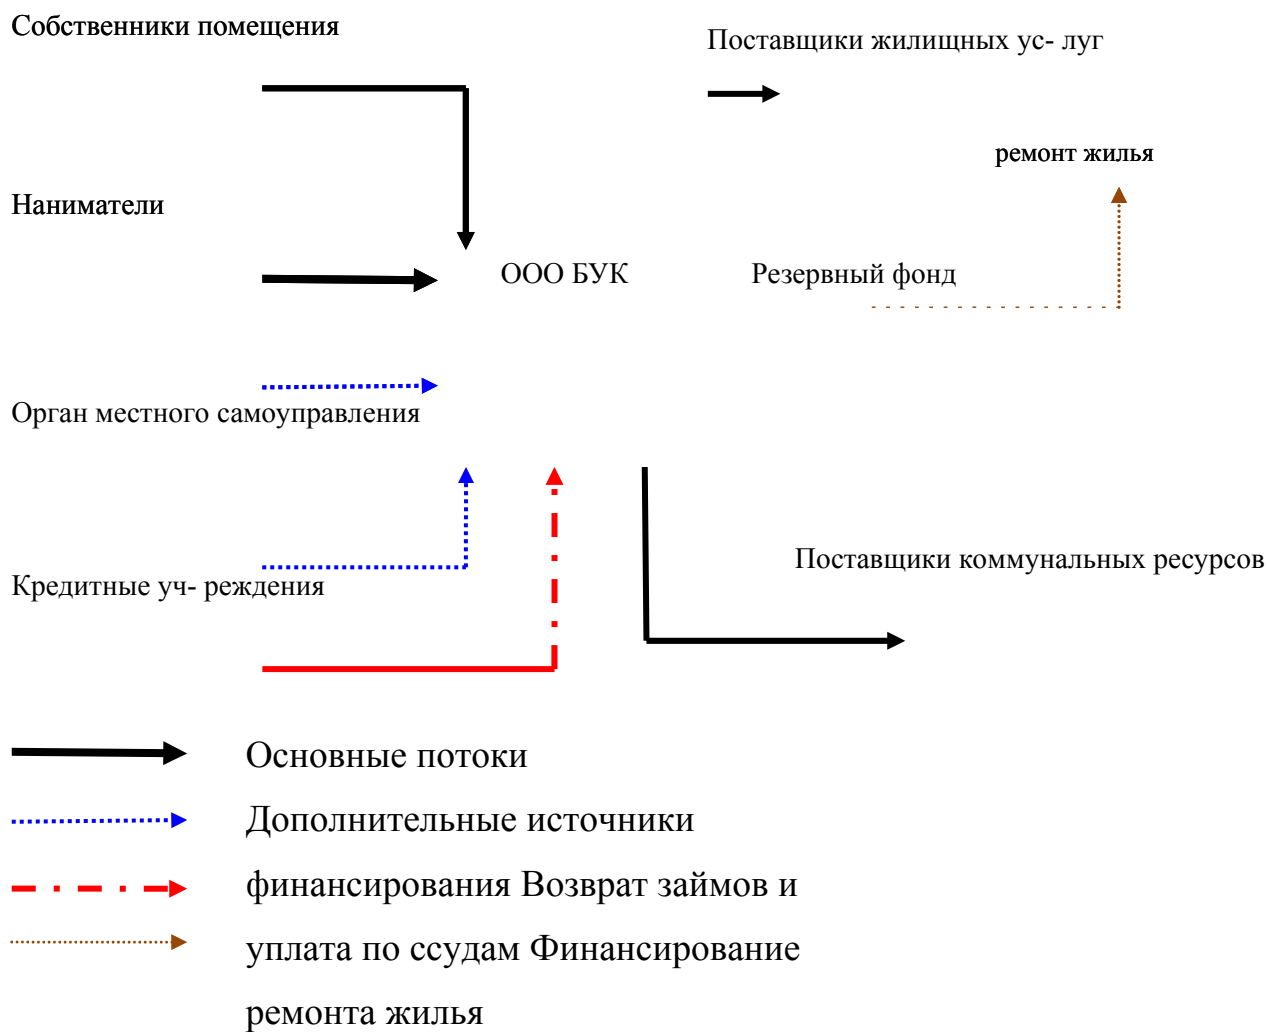 Собственники помещения
Поставщики жилищных ус- луг
ремонт жилья
Наниматели
ООО БУК
Резервный фонд
Орган местного самоуправления
Поставщики коммунальных ресурсов
Кредитные уч- реждения
Основные потоки
Дополнительные источники
финансирования Возврат займов и
уплата по ссудам Финансирование
ремонта жилья